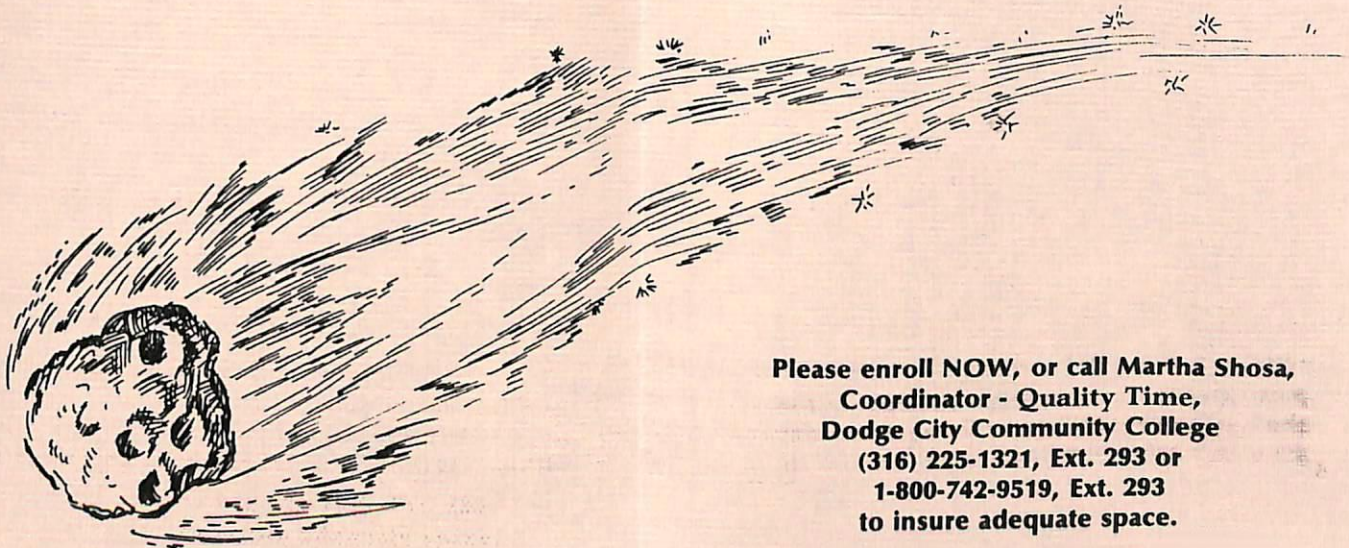 Please enroll NOW, or call Martha Shosa,
Coordinator - Quality Time,
Dodge City Community College
(316) 225-1321, Ext. 293 or
1-800-742-9519, Ext. 293
to insure adequate space.